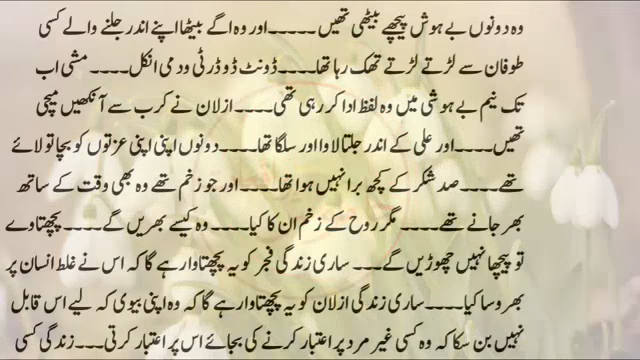 وہ دونوں بے ہوش پیچھے بیٹھی تھیں ۔۔۔۔۔اور وہ اگے بیٹھا اپنے اندر جلنے والے کسی
طوفان سے لڑتے لڑتے تھک رہا تھا۔۔۔۔ڈونٹ ڈو ڈرٹی ود می انکل۔۔۔۔ مشی اب
تک نیم بے ہوشی میں وہ لفظ ادا کر رہی تھی۔۔۔۔ازلان نے کرب سے آنکھیں میچی
تھیں۔۔۔۔اور علی کے اندر جلتا لاوا اور سلگا تھا۔۔۔۔دونوں اپنی اپنی عزتوں کو بچا تو لائے
تھے۔۔۔۔صد شکر کے کچھ برا نہیں ہوا تھا۔۔۔۔اور جو زخم تھے وہ بھی وقت کے ساتھ
بھر جانے تھے۔۔۔۔ مگر روح کے زخم ان کا کیا۔۔۔۔وہ کیسے بھریں گے۔۔۔۔پچھتاوے
تو پیچھا نہیں چھوڑیں گے۔۔۔ ساری زندگی فجر کو یہ پچھتاوا رہے گا کہ اس نے غلط انسان پر
بھروسا کیا۔۔۔۔ساری زندگی ازلان کو یہ پچھتاوا رہے گا کہ وہ اپنی بیوی کہ لیے اس قابل
نہیں بن سکا کہ وہ کسی غیر مرد پر اعتبار کرنے کی بجائے اس پر اعتبار کرتی۔۔۔زندگی کسی